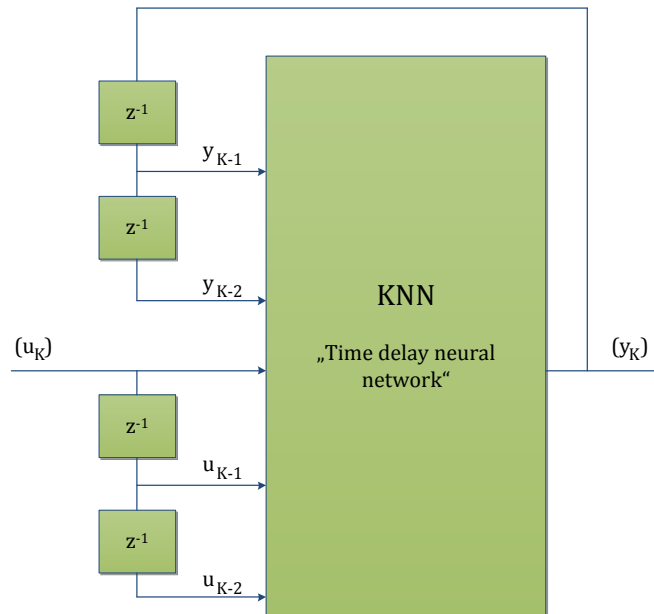 z-1
yK-1
z-1
yK-2
KNN
(uK)
„Time delay neural
network“
(yK)
z-1
uK-1
z-1
uK-2